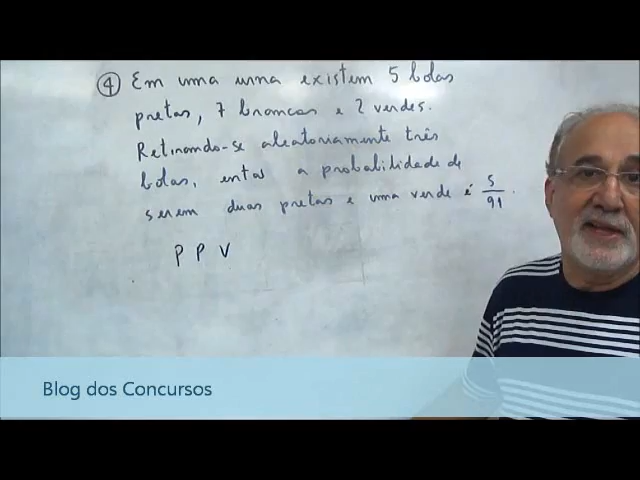 ④ Em uma urna existem 5 bolas
pretas, 7 brancas e 2 verdes.
Retirando-se aleatoriamente três
bolas, então a probabilidade de
serem duas pretas e uma verde é 5/91.
P P V
Blog dos Concursos